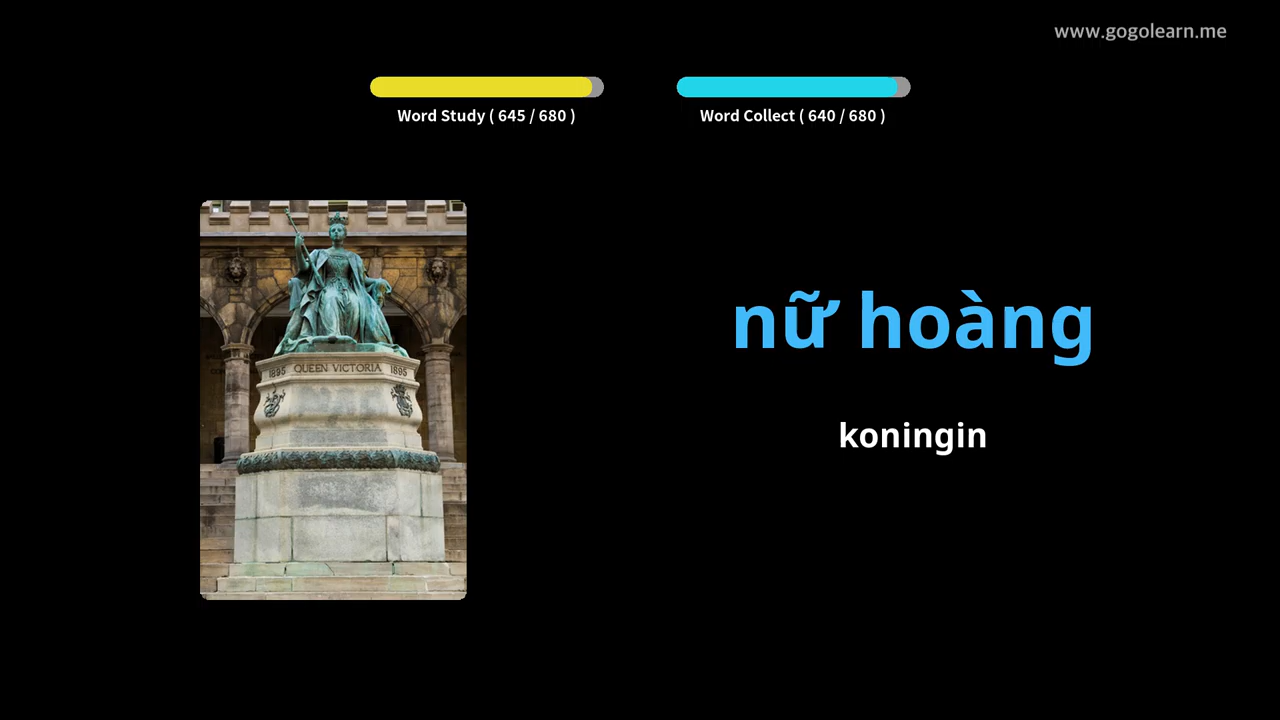 www.gogolearn.me
Word Study ( 645 / 680 )
Word Collect ( 640 / 680 )
1895 QUEEN VICTORIA 1895
nữ hoàng
koningin